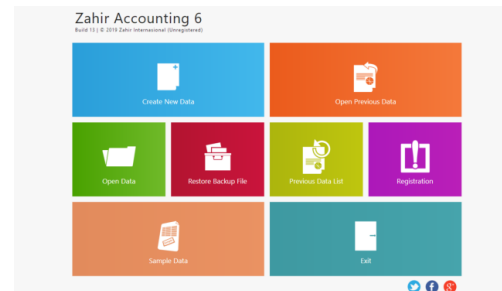 Zahir Accounting 6
Build 13 | © 2019 Zahir Internasional (Unregistered)
Create New Data
Open Previous Data
Open Data
Restore Backup File
Previous Data List
Registration
Sample Data
Exit